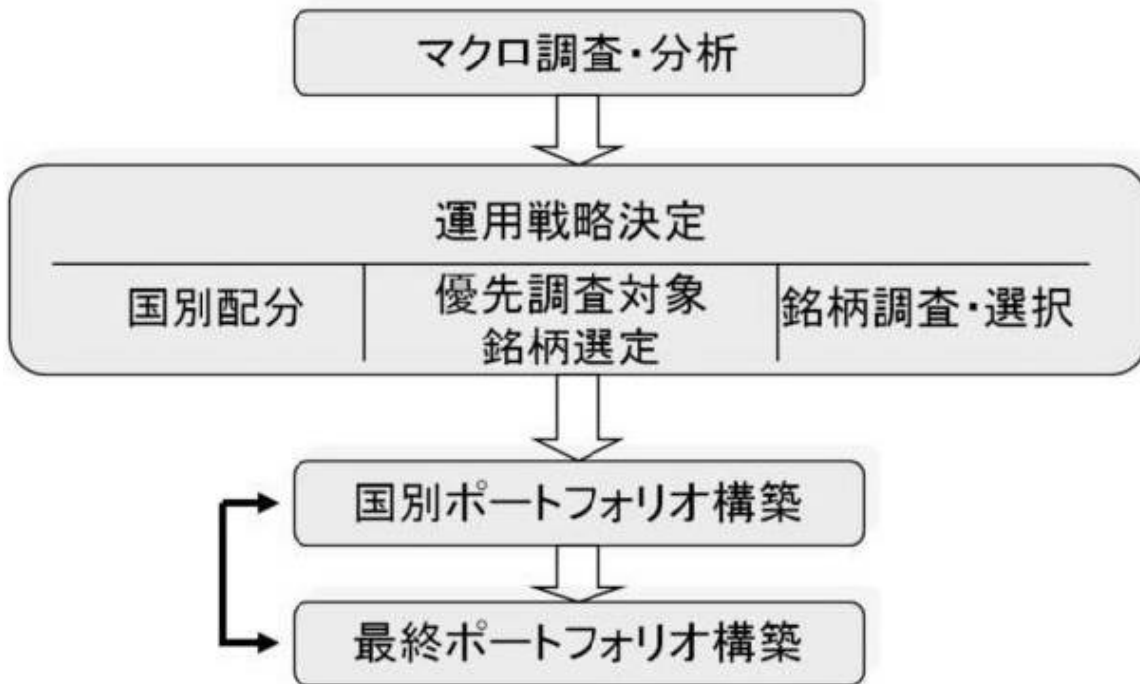 マクロ調査・分析
運用戦略決定
国別配分
優先調査対象
銘柄選定
銘柄調査・選択
国別ポートフォリオ構築
最終ポートフォリオ構築